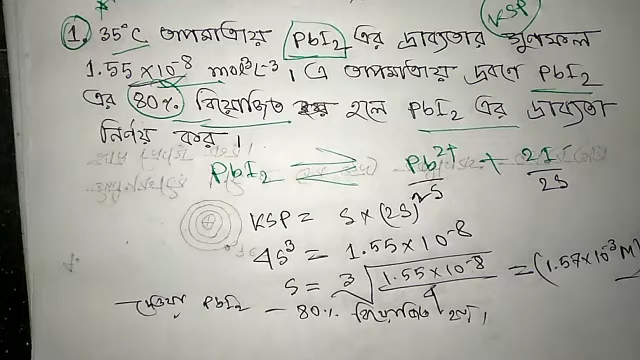 KSP
1. 35°C তাপমাত্রায় PbI₂ এর দ্রাব্যতার গুণফল
1.55×10⁻⁸ mol³L⁻³। এ তাপমাত্রায় দ্রবণে PbI₂
এর 80% বিয়োজিত হলে PbI₂ এর দ্রাব্যতা
নির্ণয় কর।
PbI₂ ⇌ Pb²⁺ + 2I⁻
S 2S
KSP = S × (2S)²
4S³ = 1.55×10⁻⁸
S = ³√(1.55×10⁻⁸/4) = (1.57×10⁻³ M)
PbI₂ — 80% বিয়োজিত হয়।